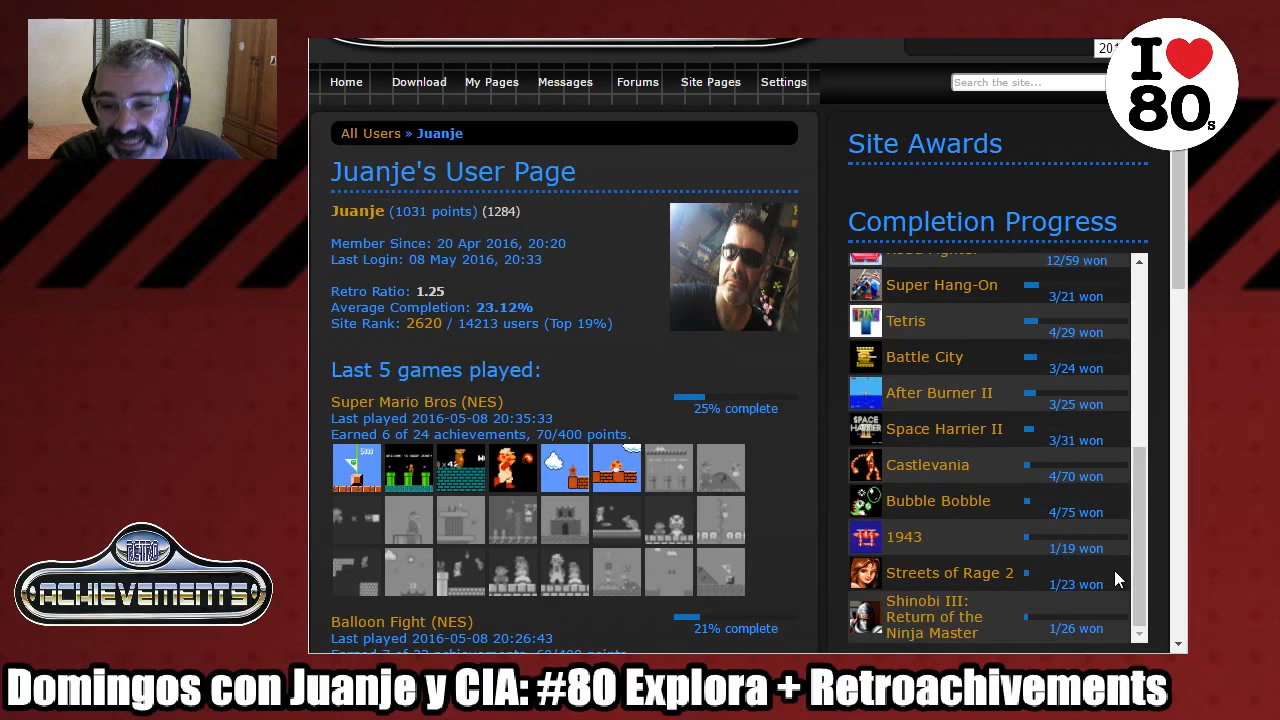 201
I ♥
80s
Home Download My Pages Messages Forums Site Pages Settings
Search the site...
All Users » Juanje
Juanje's User Page
Juanje (1031 points) (1284)
Member Since: 20 Apr 2016, 20:20
Last Login: 08 May 2016, 20:33
Retro Ratio: 1.25
Average Completion: 23.12%
Site Rank: 2620 / 14213 users (Top 19%)
Last 5 games played:
Super Mario Bros (NES)
25% complete
Last played 2016-05-08 20:35:33
Earned 6 of 24 achievements, 70/400 points.
5000
Balloon Fight (NES)
21% complete
Last played 2016-05-08 20:26:43
Site Awards
Completion Progress
12/59 won
Super Hang-On
3/21 won
Tetris
4/29 won
Battle City
3/24 won
After Burner II
3/25 won
SPACE HARRIER II
Space Harrier II
3/31 won
Castlevania
4/70 won
Bubble Bobble
4/75 won
1943
1/19 won
Streets of Rage 2
1/23 won
Shinobi III:
Return of the
Ninja Master
1/26 won
RETRO
ACHIEVEMENTS
Domingos con Juanje y CIA: #80 Explora + Retroachivements